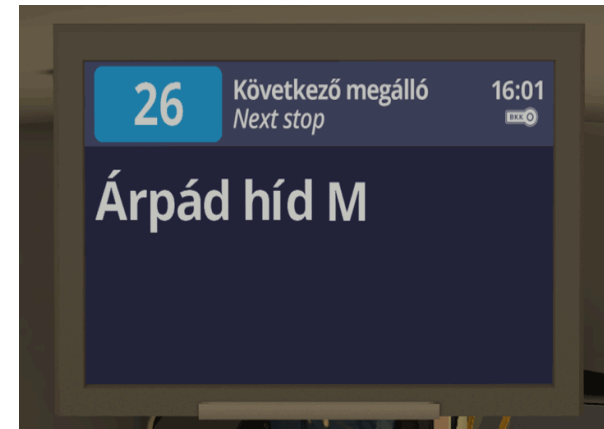 26
Következő megálló
Next stop
16:01
BKK
Árpád híd M